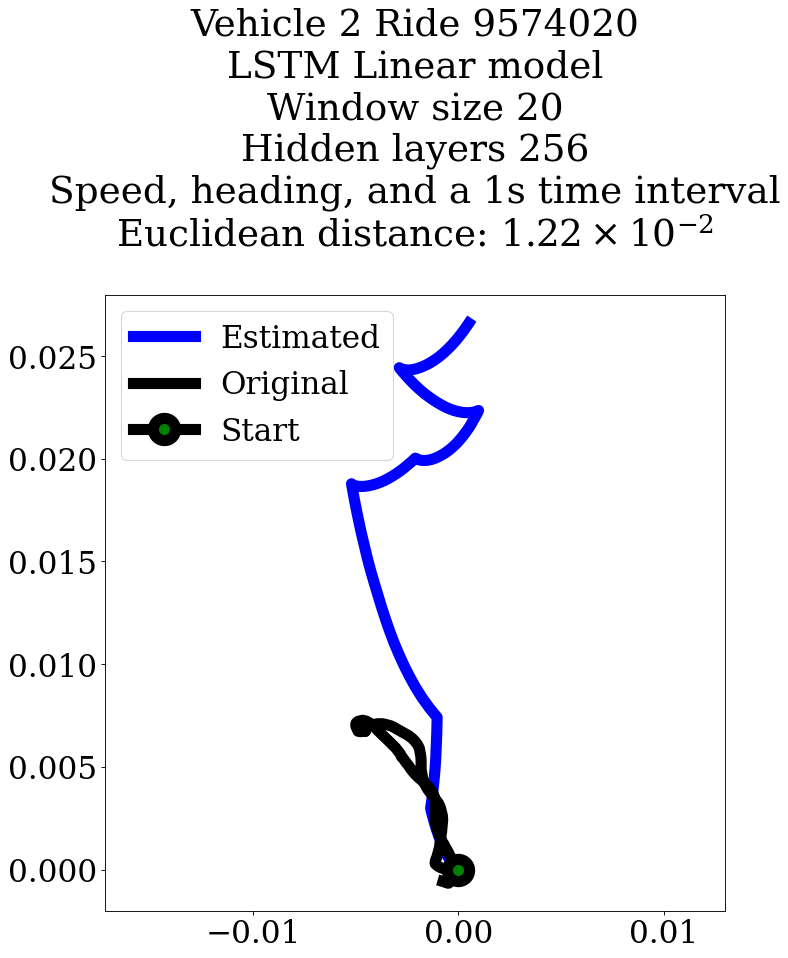 Vehicle 2 Ride 9574020
LSTM Linear model
Window size 20
Hidden layers 256
Speed, heading, and a 1s time interval
Euclidean distance: 1.22 × 10⁻²
Estimated
Original
Start
0.025
0.020
0.015
0.010
0.005
0.000
−0.01 0.00 0.01